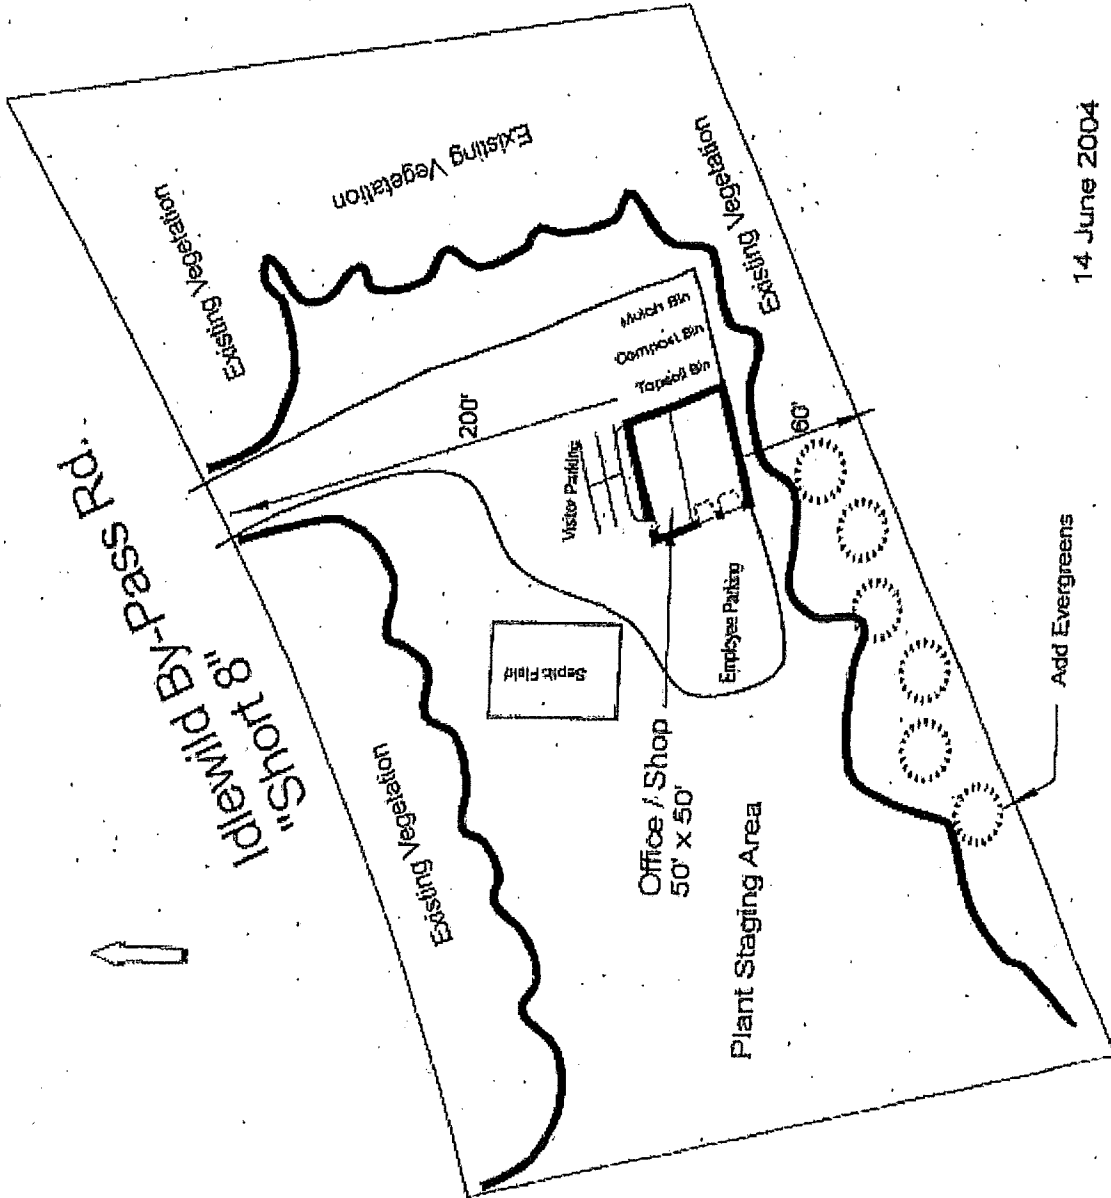 Idlewild By-Pass Rd.
"Short 8"
Existing Vegetation
Existing Vegetation
Existing Vegetation
Existing Vegetation
200'
Visitor Parking
Mulch Bin
Compost Bin
Topsoil Bin
60'
Septic Field
Employee Parking
Office / Shop
50' x 50'
Plant Staging Area
Add Evergreens
14 June 2004